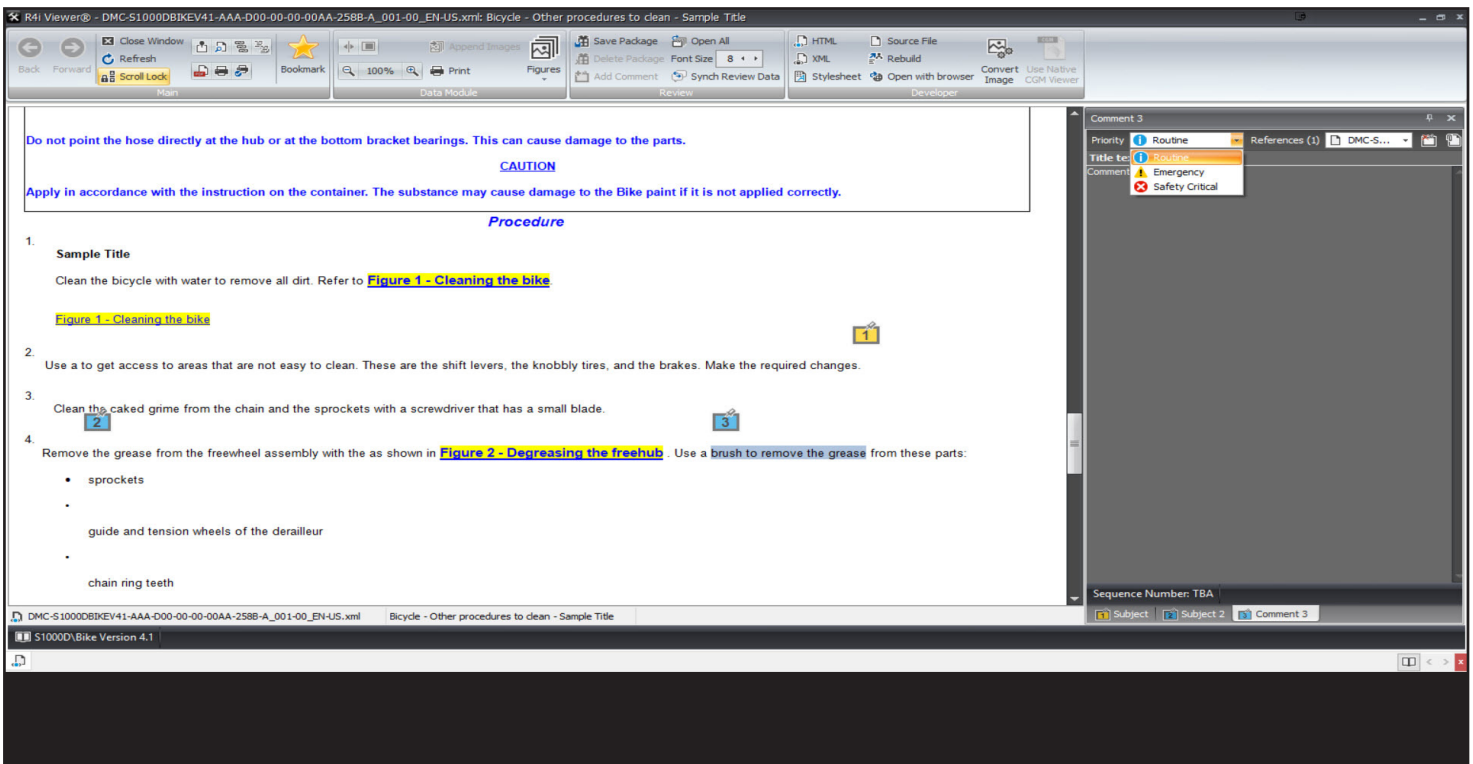 R4i Viewer® - DMC-S1000DBIKEV41-AAA-D00-00-00-00AA-258B-A_001-00_EN-US.xml: Bicycle - Other procedures to clean - Sample Title
Back
Forward
Close Window
Refresh
Scroll Lock
Bookmark
Main
100%
Append Images
Print
Figures
Data Module
Save Package
Delete Package
Add Comment
Open All
Font Size 8
Synch Review Data
Review
HTML
XML
Stylesheet
Source File
Rebuild
Open with browser
Convert Image
Use Native CGM Viewer
Developer
Do not point the hose directly at the hub or at the bottom bracket bearings. This can cause damage to the parts.
CAUTION
Apply in accordance with the instruction on the container. The substance may cause damage to the Bike paint if it is not applied correctly.
Procedure
1.
Sample Title
Clean the bicycle with water to remove all dirt. Refer to Figure 1 - Cleaning the bike.
Figure 1 - Cleaning the bike
1
2.
Use a to get access to areas that are not easy to clean. These are the shift levers, the knobbly tires, and the brakes. Make the required changes.
3.
Clean the caked grime from the chain and the sprockets with a screwdriver that has a small blade.
2
3
4.
Remove the grease from the freewheel assembly with the as shown in Figure 2 - Degreasing the freehub . Use a brush to remove the grease from these parts:
• sprockets
•
guide and tension wheels of the derailleur
•
chain ring teeth
Comment 3
Priority Routine References (1) DMC-S...
Title te
Routine
Comment
Emergency
Safety Critical
Sequence Number: TBA
1 Subject 2 Subject 2 3 Comment 3
DMC-S1000DBIKEV41-AAA-D00-00-00-00AA-258B-A_001-00_EN-US.xml Bicycle - Other procedures to clean - Sample Title
S1000D\Bike Version 4.1